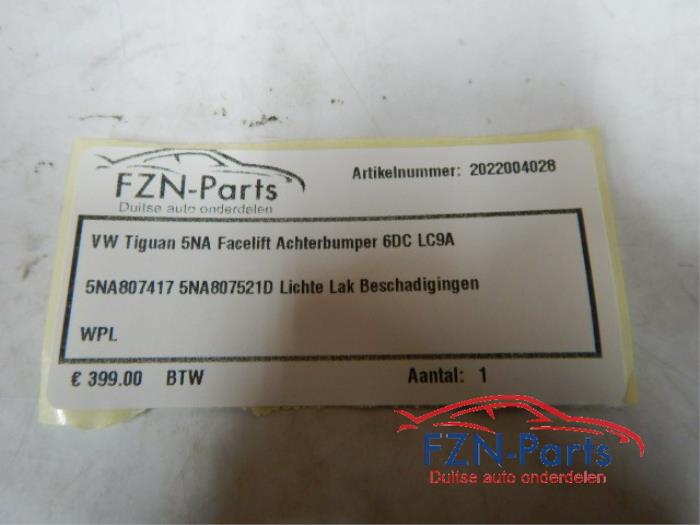 FZN-Parts
Duitse auto onderdelen
Artikelnummer: 2022004028
VW Tiguan 5NA Facelift Achterbumper 6DC LC9A
5NA807417 5NA807521D Lichte Lak Beschadigingen
WPL
€ 399.00 BTW Aantal: 1
FZN-Parts
Duitse auto onderdelen